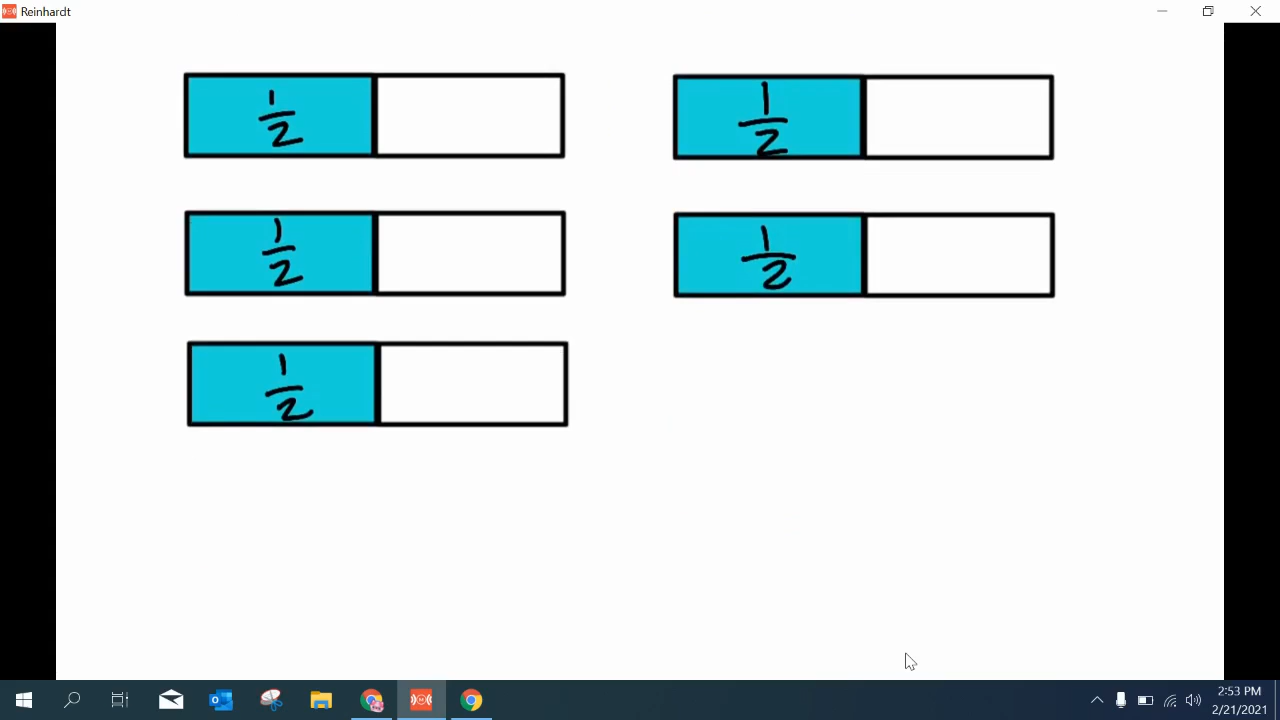 Reinhardt
1/2 1/2
1/2 1/2
1/2
2:53 PM
2/21/2021